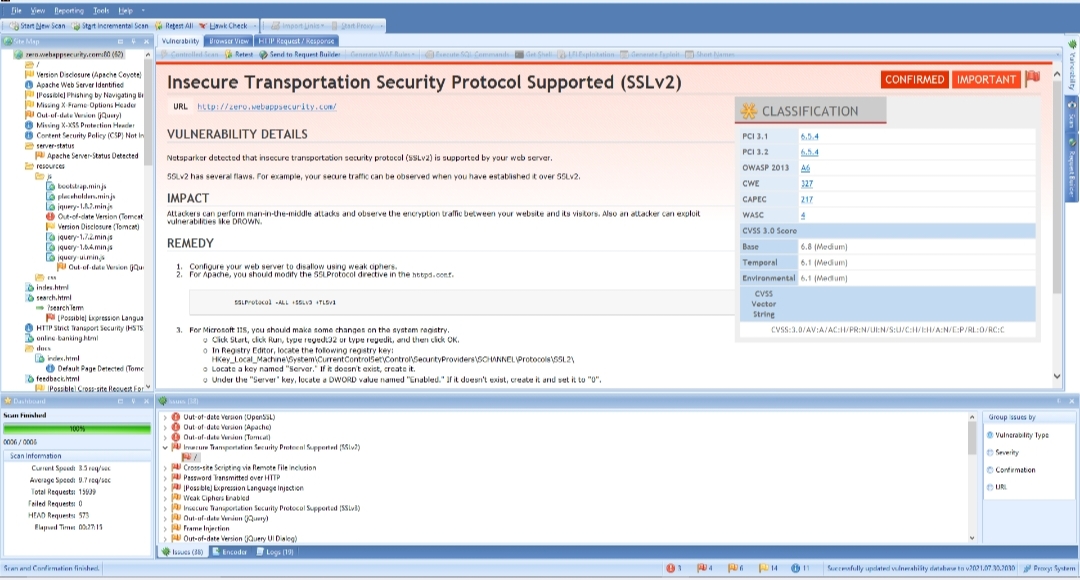 File View Reporting Tools Help
Start New Scan Start Incremental Scan Retest All Hawk Check Import Links Start Proxy
Site Map
zero.webappsecurity.com:80 (62)
/
Version Disclosure (Apache Coyote)
Apache Web Server Identified
[Possible] Phishing by Navigating Br
Missing X-Frame-Options Header
Out-of-date Version (jQuery)
Missing X-XSS Protection Header
Content Security Policy (CSP) Not In
server-status
Apache Server-Status Detected
resources
js
bootstrap.min.js
placeholders.min.js
jquery-1.8.2.min.js
Out-of-date Version (Tomcat
Version Disclosure (Tomcat)
jquery-1.7.2.min.js
jquery-1.6.4.min.js
jquery-ui.min.js
Out-of-date Version (jQu
css
index.html
search.html
?searchTerm
[Possible] Expression Langua
HTTP Strict Transport Security (HSTS
online-banking.html
docs
index.html
Default Page Detected (Tomc
feedback.html
[Possible] Cross-site Request For
Vulnerability Browser View HTTP Request / Response
Controlled Scan Retest Send to Request Builder Generate WAF Rules Execute SQL Commands Get Shell LFI Exploitation Generate Exploit Short Names
Insecure Transportation Security Protocol Supported (SSLv2)
CONFIRMED IMPORTANT
URL http://zero.webappsecurity.com/
VULNERABILITY DETAILS
Netsparker detected that insecure transportation security protocol (SSLv2) is supported by your web server.
SSLv2 has several flaws. For example, your secure traffic can be observed when you have established it over SSLv2.
IMPACT
Attackers can perform man-in-the-middle attacks and observe the encryption traffic between your website and its visitors. Also an attacker can exploit
vulnerabilities like DROWN.
REMEDY
1. Configure your web server to disallow using weak ciphers.
2. For Apache, you should modify the SSLProtocol directive in the httpd.conf.
SSLProtocol -ALL +SSLv3 +TLSv1
3. For Microsoft IIS, you should make some changes on the system registry.
Click Start, click Run, type regedt32 or type regedit, and then click OK.
In Registry Editor, locate the following registry key:
HKey_Local_Machine\System\CurrentControlSet\Control\SecurityProviders\SCHANNEL\Protocols\SSL2\
Locate a key named "Server." If it doesn't exist, create it.
Under the "Server" key, locate a DWORD value named "Enabled." If it doesn't exist, create it and set it to "0".
CLASSIFICATION
PCI 3.1 6.5.4
PCI 3.2 6.5.4
OWASP 2013 A6
CWE 327
CAPEC 217
WASC 4
CVSS 3.0 Score
Base 6.8 (Medium)
Temporal 6.1 (Medium)
Environmental 6.1 (Medium)
CVSS
Vector
String
CVSS:3.0/AV:A/AC:H/PR:N/UI:N/S:U/C:H/I:H/A:N/E:P/RL:O/RC:C
Vulnerability
Scan
Request Builder
Dashboard
Scan Finished
100%
0006 / 0006
Scan Information
Current Speed: 3.5 req/sec
Average Speed: 9.7 req/sec
Total Requests: 15939
Failed Requests: 0
HEAD Requests: 573
Elapsed Time: 00:27:15
Issues (38)
Out-of-date Version (OpenSSL)
Out-of-date Version (Apache)
Out-of-date Version (Tomcat)
Insecure Transportation Security Protocol Supported (SSLv2)
/
Cross-site Scripting via Remote File Inclusion
Password Transmitted over HTTP
[Possible] Expression Language Injection
Weak Ciphers Enabled
Insecure Transportation Security Protocol Supported (SSLv3)
Out-of-date Version (jQuery)
Frame Injection
Out-of-date Version (jQuery UI Dialog)
Issues (38) Encoder Logs (19)
Group Issues by
Vulnerability Type
Severity
Confirmation
URL
Scan and Confirmation finished.
3 4 6 14 11 Successfully updated vulnerability database to v2021.07.30.2030 Proxy: System